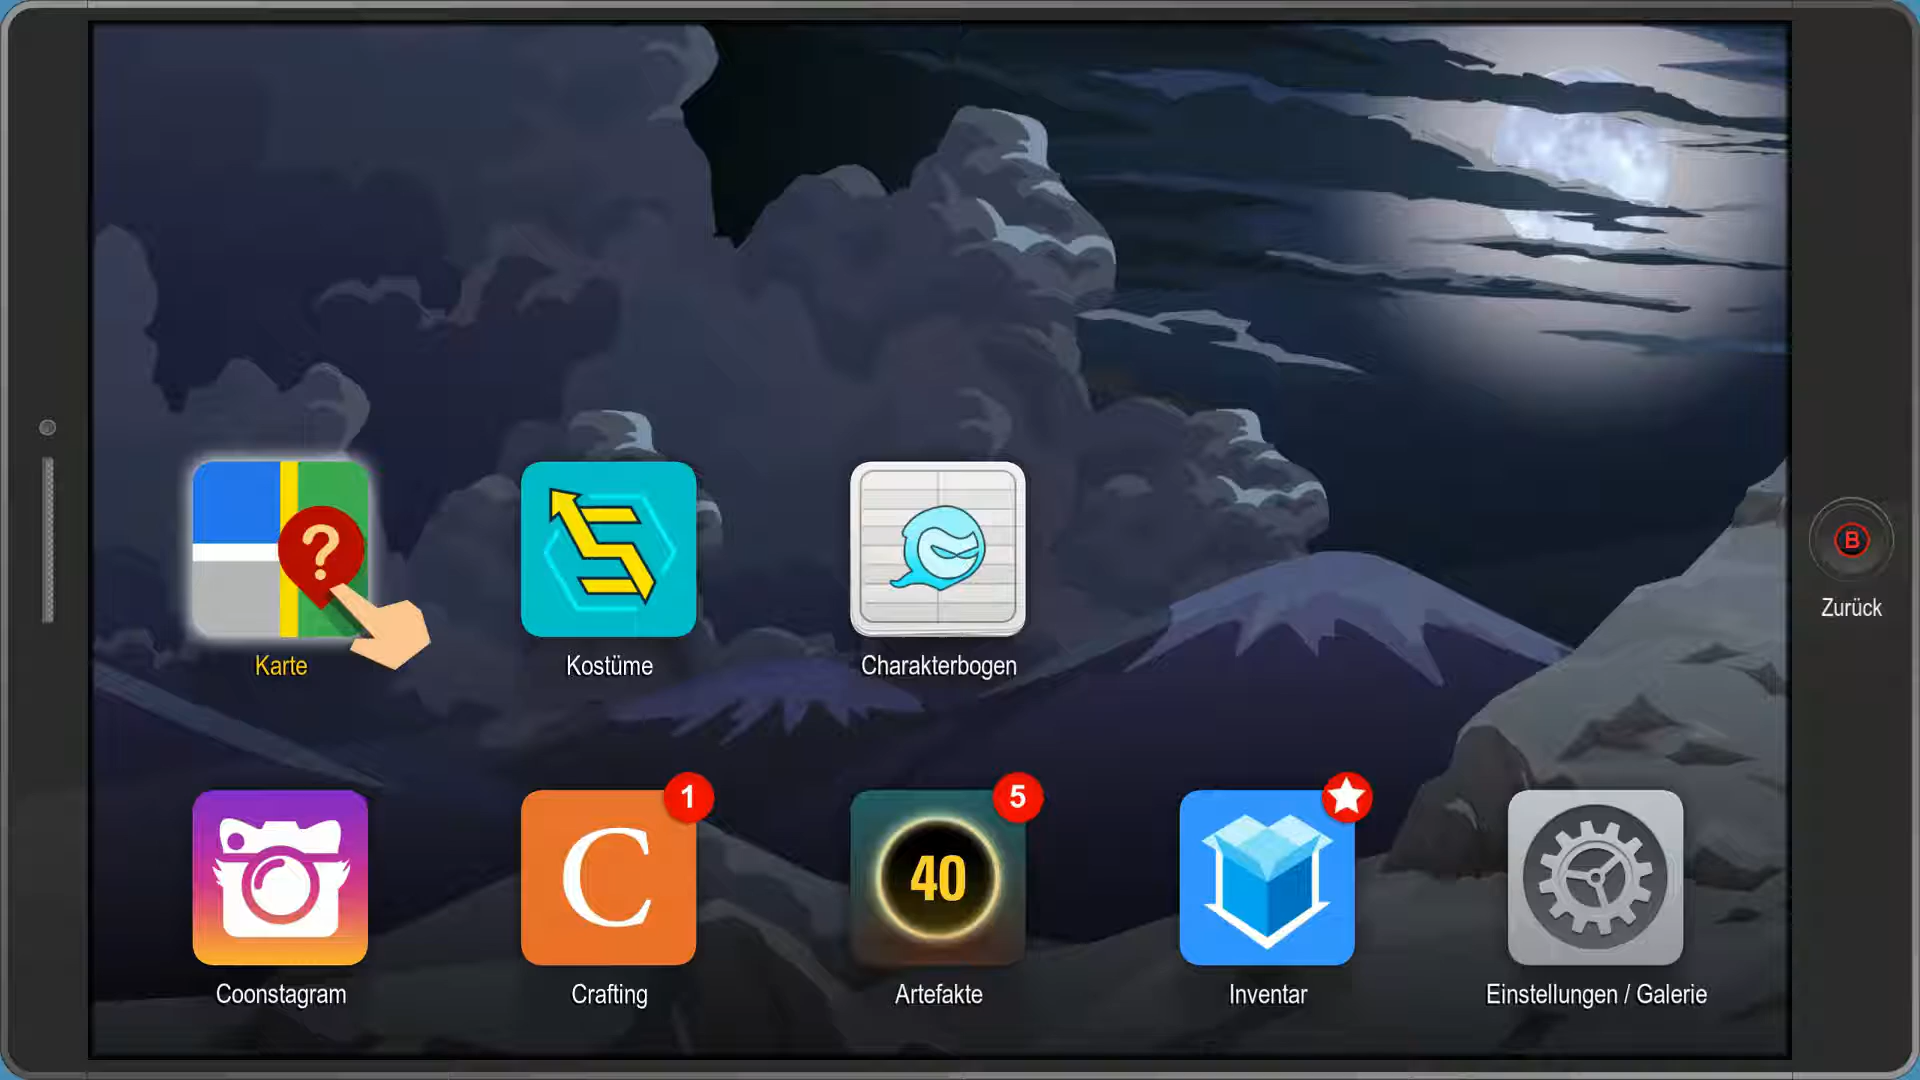 ?
B
Zurück
Karte
Kostüme
Charakterbogen
1
5
C
40
Coonstagram
Crafting
Artefakte
Inventar
Einstellungen / Galerie